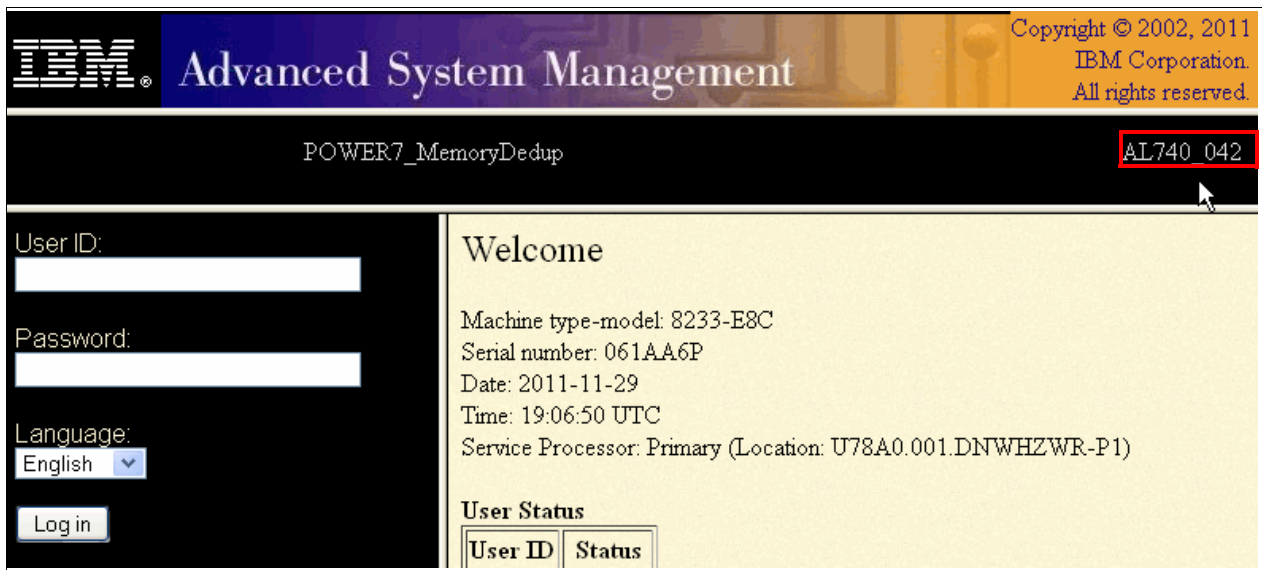 IBM®
Advanced System Management
Copyright © 2002, 2011
IBM Corporation.
All rights reserved.
POWER7_MemoryDedup
AL740_042
User ID:
Password:
Language:
English
Log in
Welcome
Machine type-model: 8233-E8C
Serial number: 061AA6P
Date: 2011-11-29
Time: 19:06:50 UTC
Service Processor: Primary (Location: U78A0.001.DNWHZWR-P1)
User Status
User ID Status